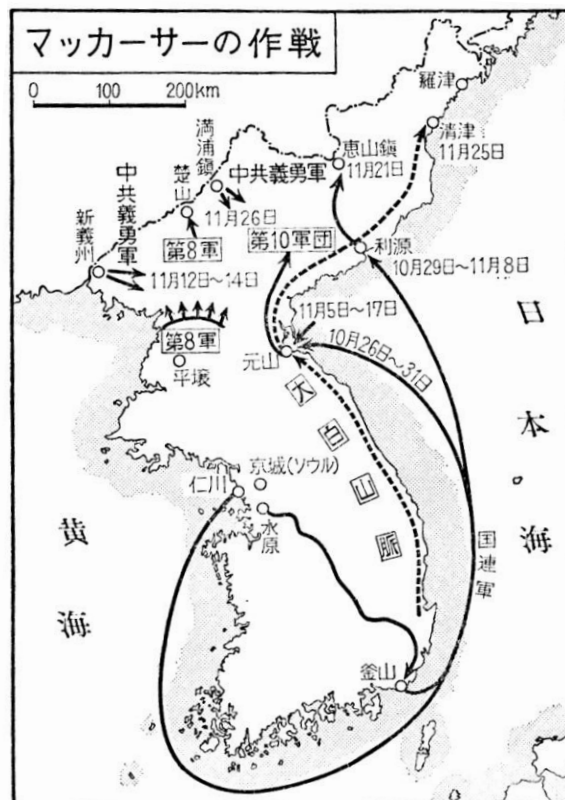 マッカーサーの作戦
0 100 200km
羅津
清津
11月25日
恵山鎮
11月21日
満浦鎮
中共義勇軍
楚山
11月26日
中共義勇軍
新義州
第8軍
11月12日〜14日
第10軍団
利源
10月29日〜11月8日
11月5日〜17日
10月26日〜31日
第8軍
平壌
元山
大白山脈
日本海
京城(ソウル)
仁川
水原
国連軍
黄海
釜山